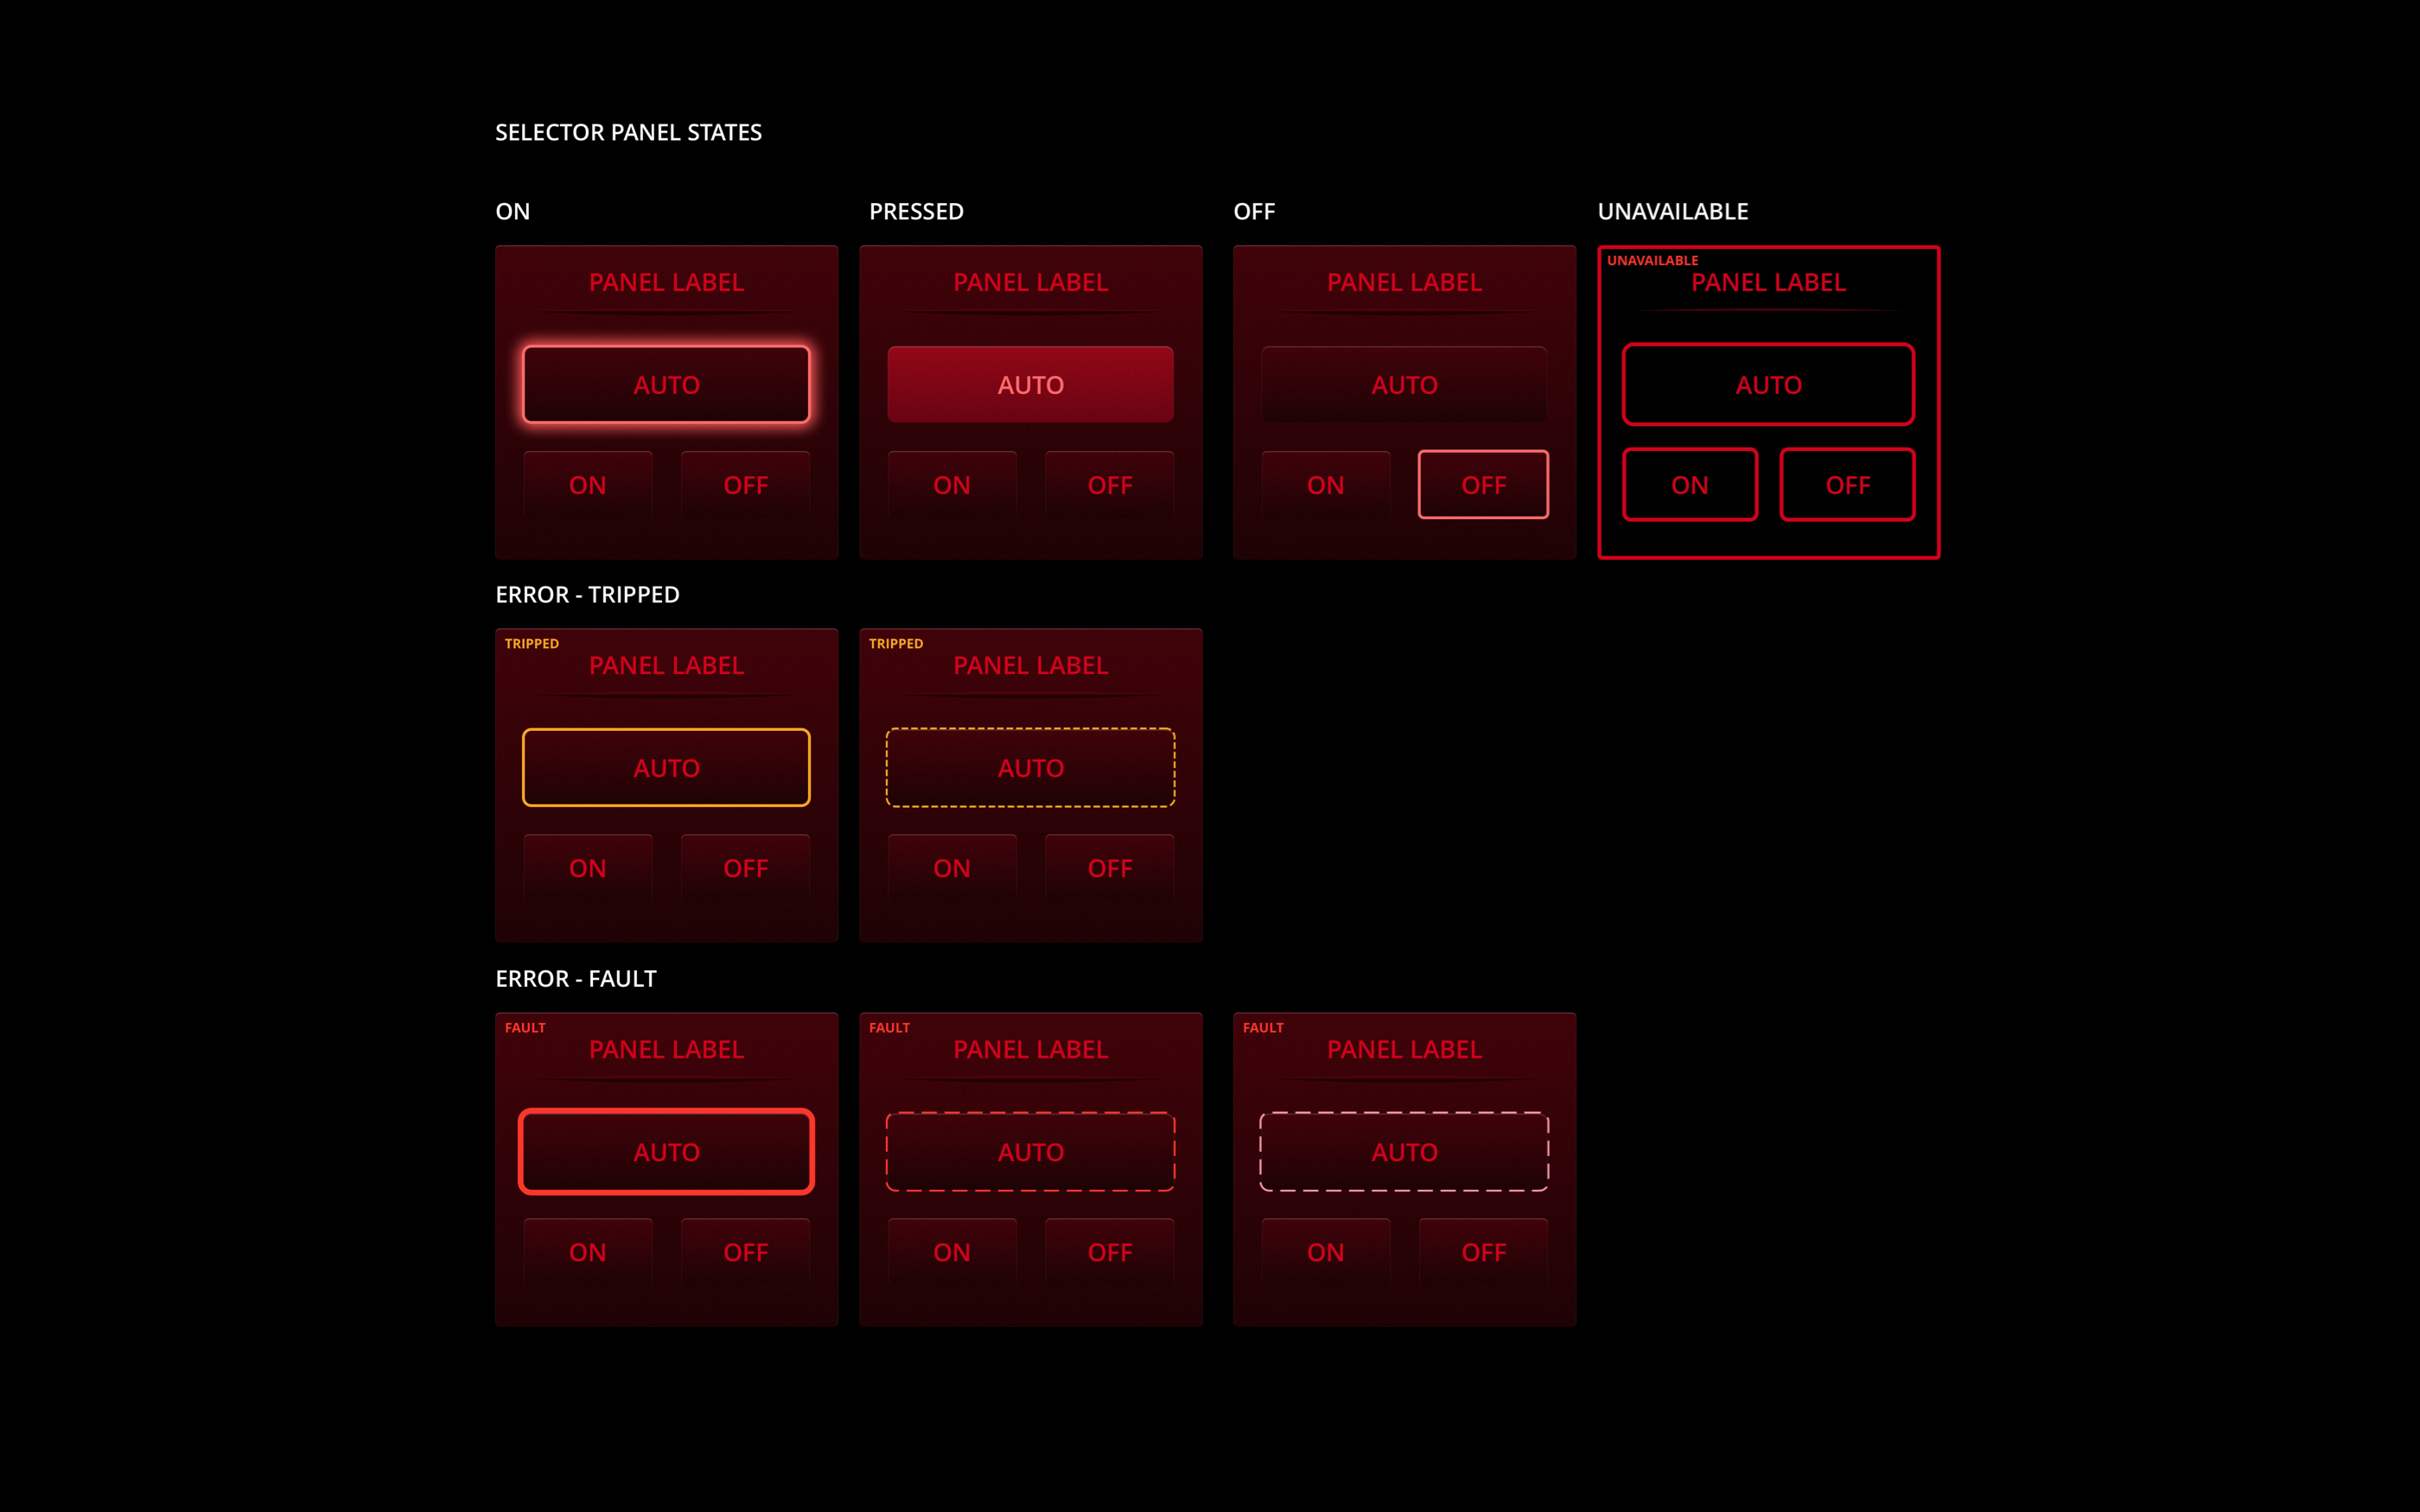 SELECTOR PANEL STATES
ON PRESSED OFF UNAVAILABLE
UNAVAILABLE
PANEL LABEL PANEL LABEL PANEL LABEL PANEL LABEL
AUTO AUTO AUTO AUTO
ON OFF ON OFF ON OFF ON OFF
ERROR - TRIPPED
TRIPPED TRIPPED
PANEL LABEL PANEL LABEL
AUTO AUTO
ON OFF ON OFF
ERROR - FAULT
FAULT FAULT FAULT
PANEL LABEL PANEL LABEL PANEL LABEL
AUTO AUTO AUTO
ON OFF ON OFF ON OFF